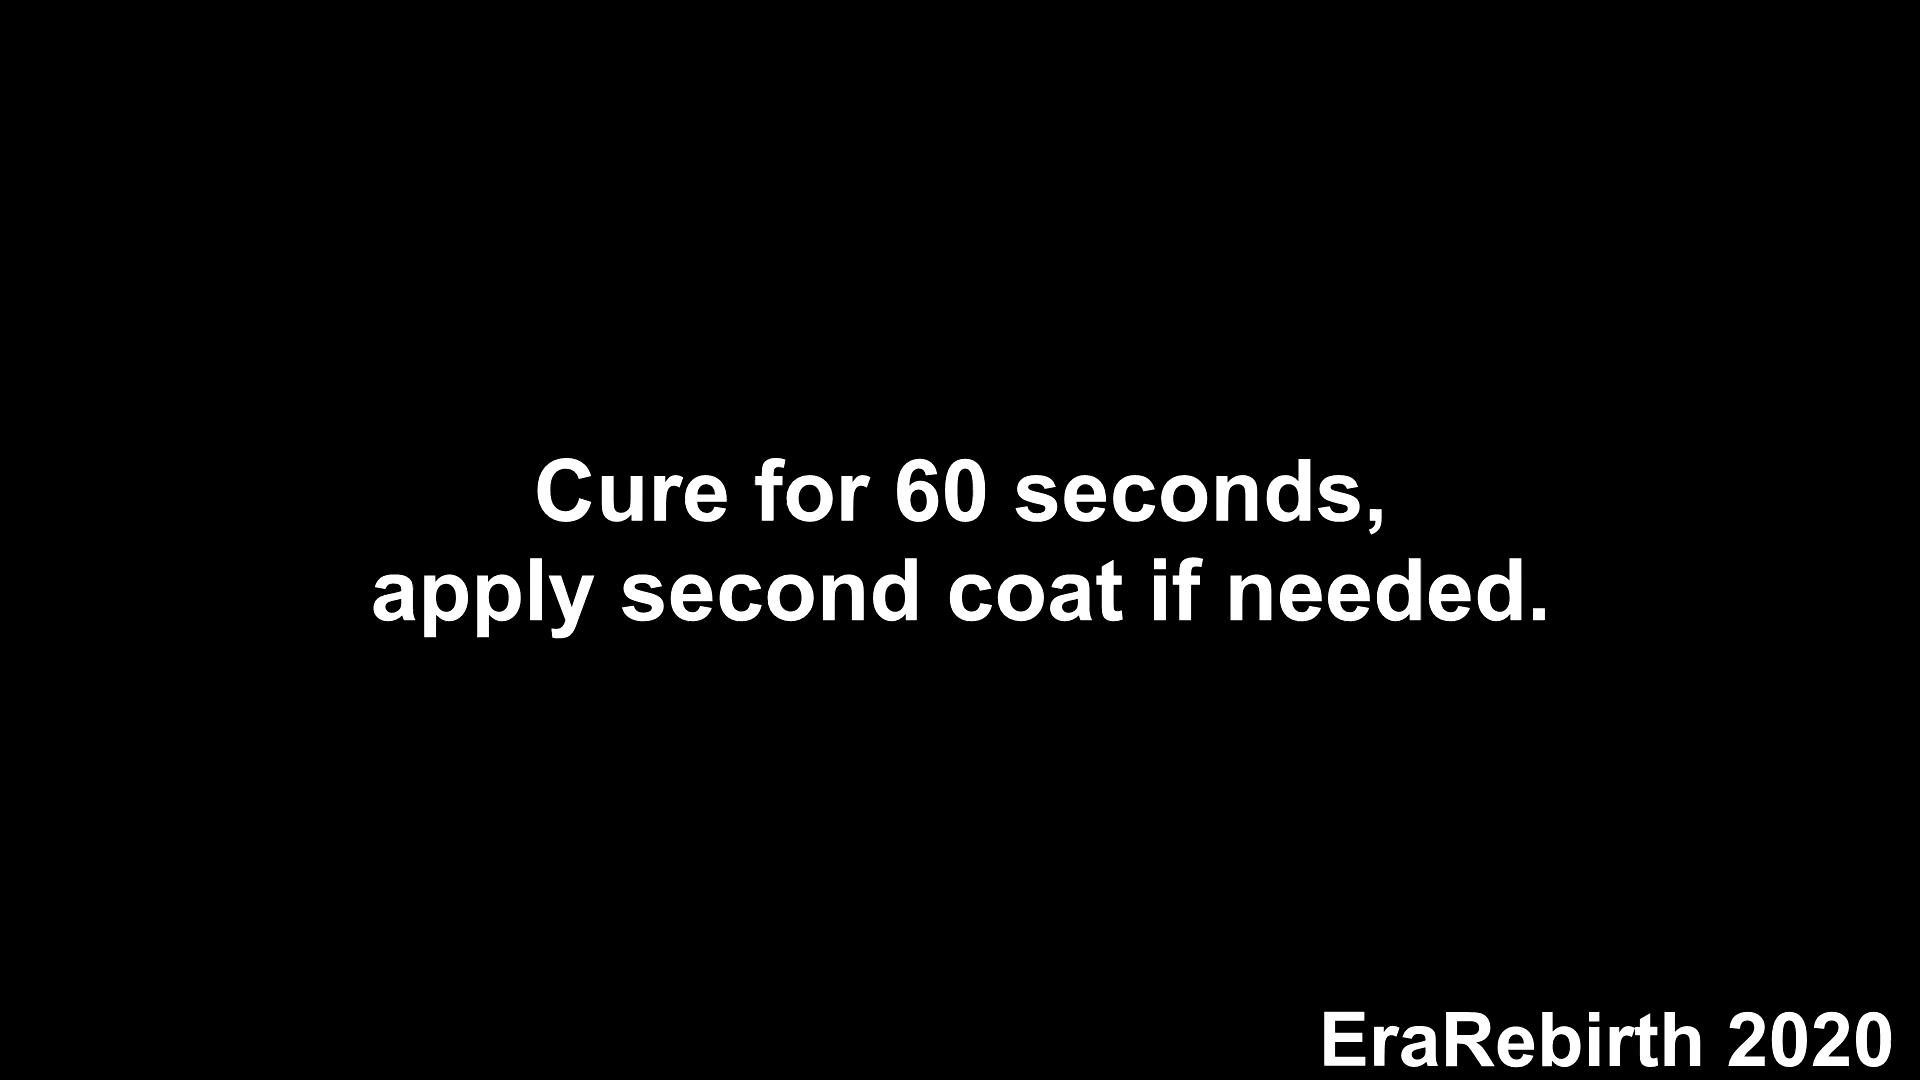 Cure for 60 seconds,
apply second coat if needed.
EraRebirth 2020